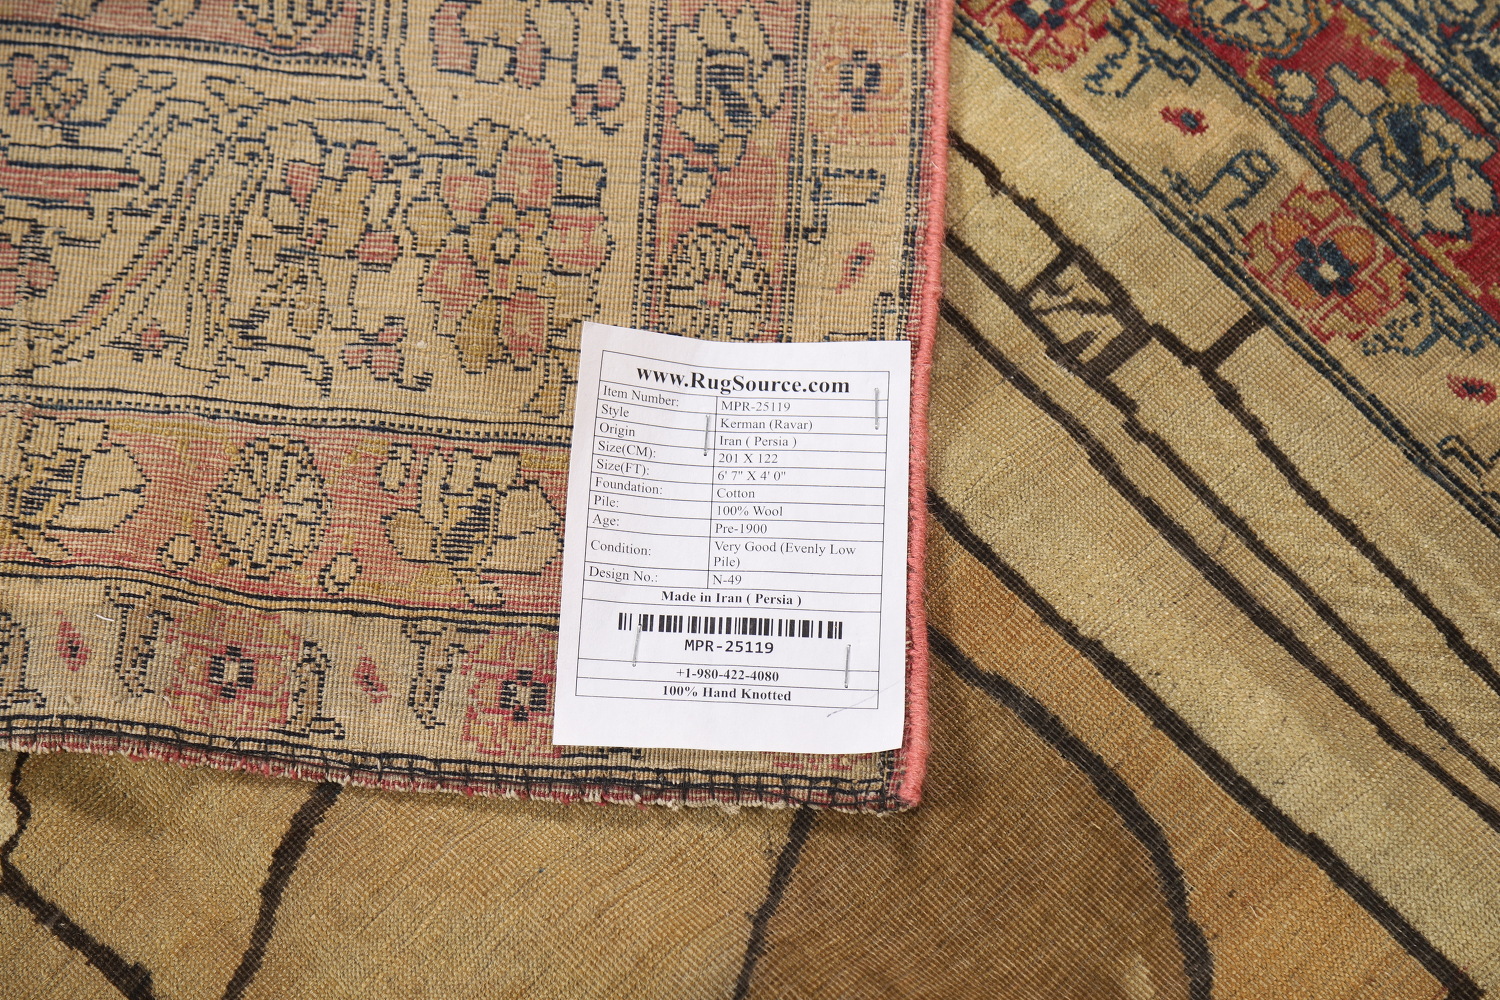 www.RugSource.com
Item Number: MPR-25119
Style Kerman (Ravar)
Origin Iran ( Persia )
Size(CM): 201 X 122
Size(FT): 6' 7" X 4' 0"
Foundation: Cotton
Pile: 100% Wool
Age: Pre-1900
Condition: Very Good (Evenly Low
Pile)
Design No.: N-49
Made in Iran ( Persia )
MPR-25119
+1-980-422-4080
100% Hand Knotted